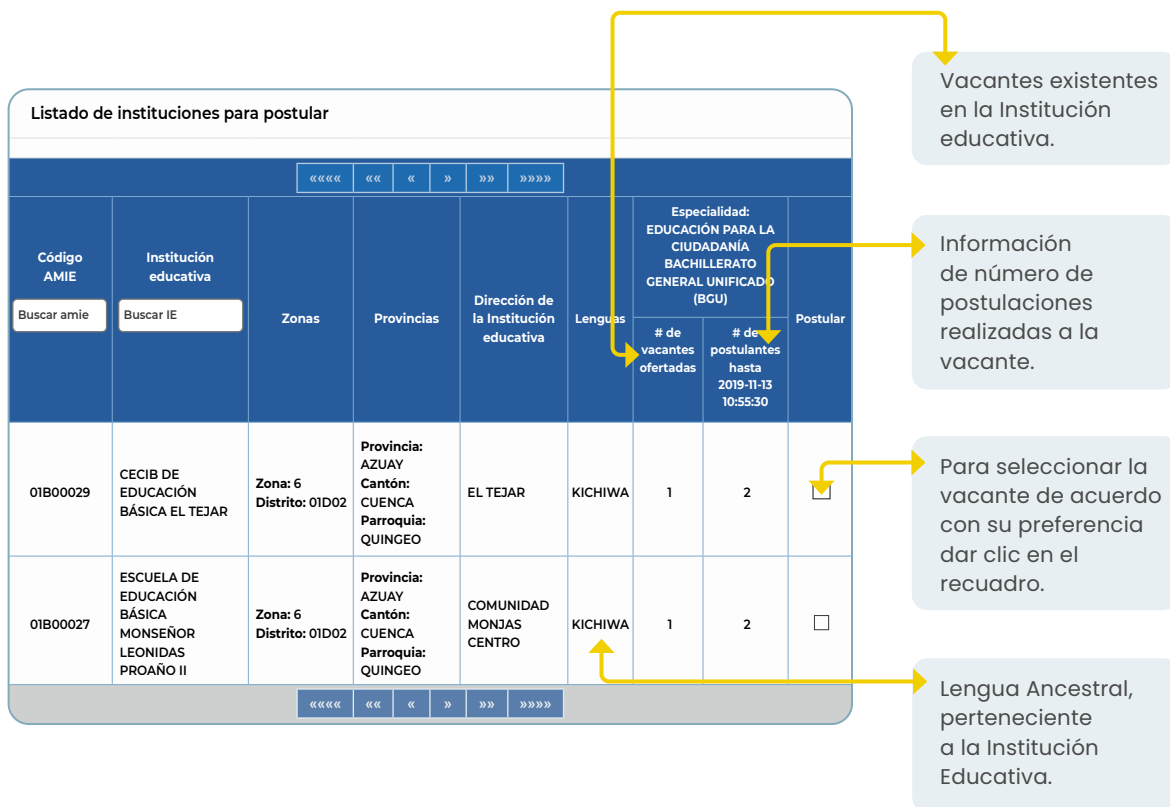 Listado de instituciones para postular
«««« «« « » »» »»»»
Código
AMIE
Buscar amie
Institución
educativa
Buscar IE
Zonas
Provincias
Dirección de
la Institución
educativa
Lenguas
Especialidad:
EDUCACIÓN PARA LA
CIUDADANÍA
BACHILLERATO
GENERAL UNIFICADO
(BGU)
# de
vacantes
ofertadas
# de
postulantes
hasta
2019-11-13
10:55:30
Postular
01B00029
CECIB DE
EDUCACIÓN
BÁSICA EL TEJAR
Zona: 6
Distrito: 01D02
Provincia:
AZUAY
Cantón:
CUENCA
Parroquia:
QUINGEO
EL TEJAR
KICHIWA
1
2
01B00027
ESCUELA DE
EDUCACIÓN
BÁSICA
MONSEÑOR
LEONIDAS
PROAÑO II
Zona: 6
Distrito: 01D02
Provincia:
AZUAY
Cantón:
CUENCA
Parroquia:
QUINGEO
COMUNIDAD
MONJAS
CENTRO
KICHIWA
1
2
«««« «« « » »» »»»»
Vacantes existentes
en la Institución
educativa.
Información
de número de
postulaciones
realizadas a la
vacante.
Para seleccionar la
vacante de acuerdo
con su preferencia
dar clic en el
recuadro.
Lengua Ancestral,
perteneciente
a la Institución
Educativa.